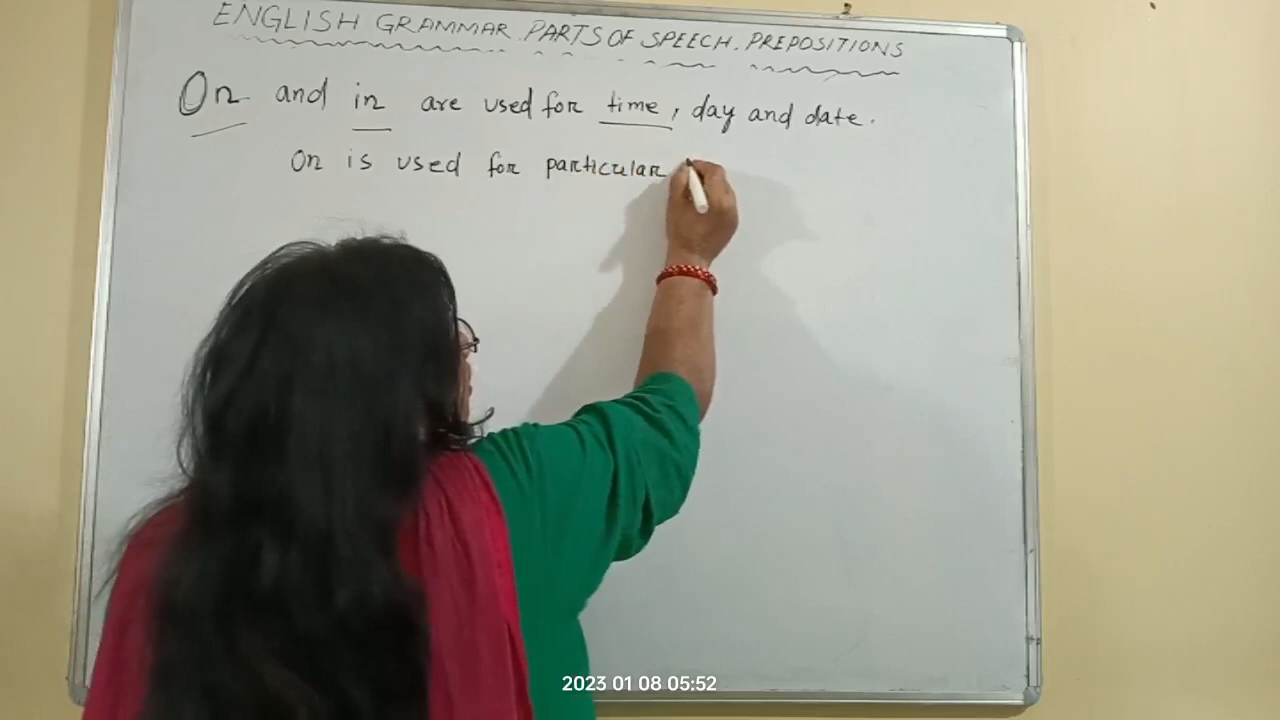 ENGLISH GRAMMAR PARTS OF SPEECH. PREPOSITIONS
On and in are used for time, day and date.
On is used for particular
2023 01 08 05:52